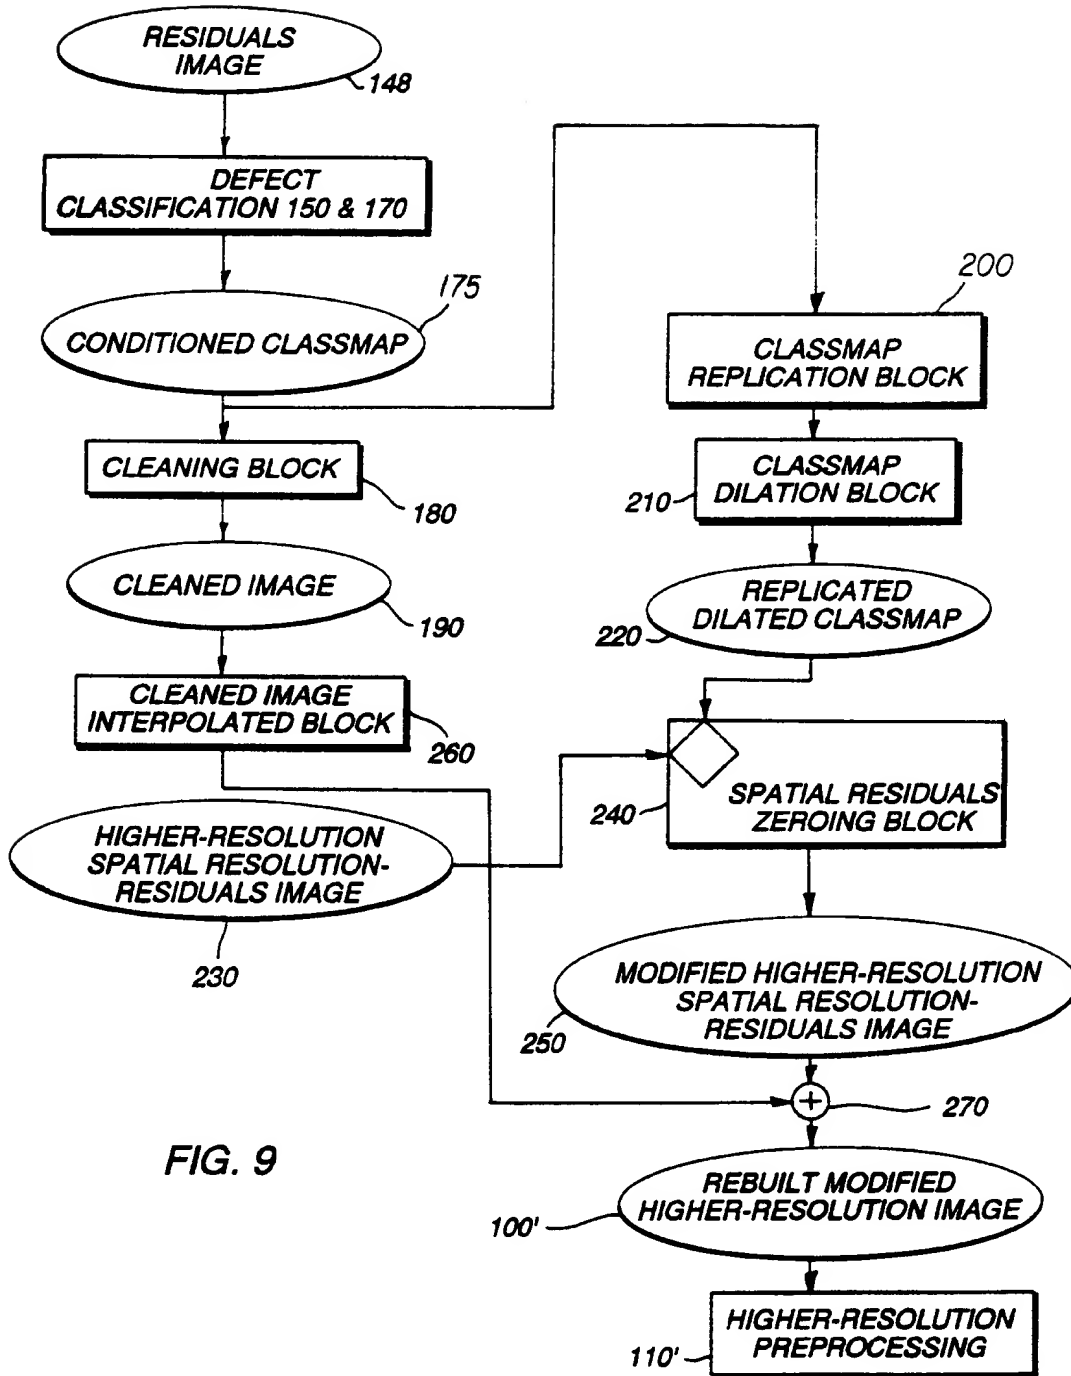 RESIDUALS
IMAGE
148
DEFECT
CLASSIFICATION 150 & 170
175
CONDITIONED CLASSMAP
CLEANING BLOCK
180
CLEANED IMAGE
190
CLEANED IMAGE
INTERPOLATED BLOCK
260
HIGHER-RESOLUTION
SPATIAL RESOLUTION-
RESIDUALS IMAGE
230
200
CLASSMAP
REPLICATION BLOCK
CLASSMAP
DILATION BLOCK
210
REPLICATED
DILATED CLASSMAP
220
SPATIAL RESIDUALS
ZEROING BLOCK
240
MODIFIED HIGHER-RESOLUTION
SPATIAL RESOLUTION-
RESIDUALS IMAGE
250
+
270
REBUILT MODIFIED
HIGHER-RESOLUTION IMAGE
100'
HIGHER-RESOLUTION
PREPROCESSING
110'
FIG. 9